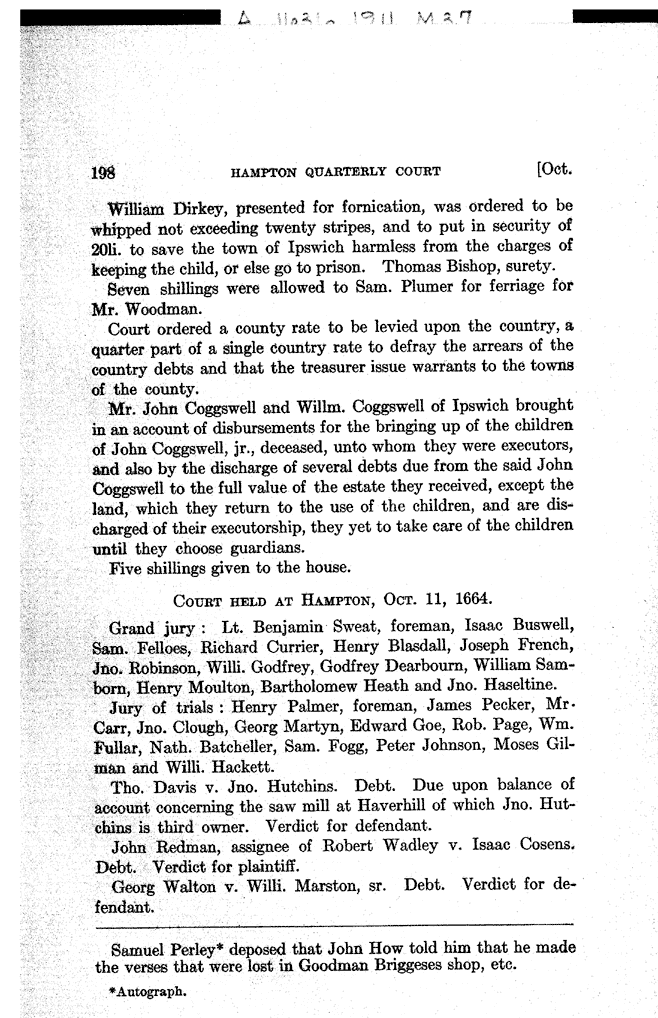 1911 M27
198 HAMPTON QUARTERLY COURT [Oct.
William Dirkey, presented for fornication, was ordered to be
whipped not exceeding twenty stripes, and to put in security of
20li. to save the town of Ipswich harmless from the charges of
keeping the child, or else go to prison. Thomas Bishop, surety.
Seven shillings were allowed to Sam. Plumer for ferriage for
Mr. Woodman.
Court ordered a county rate to be levied upon the country, a
quarter part of a single country rate to defray the arrears of the
country debts and that the treasurer issue warrants to the towns
of the county.
Mr. John Coggswell and Willm. Coggswell of Ipswich brought
in an account of disbursements for the bringing up of the children
of John Coggswell, jr., deceased, unto whom they were executors,
and also by the discharge of several debts due from the said John
Coggswell to the full value of the estate they received, except the
land, which they return to the use of the children, and are dis-
charged of their executorship, they yet to take care of the children
until they choose guardians.
Five shillings given to the house.
COURT HELD AT HAMPTON, OCT. 11, 1664.
Grand jury : Lt. Benjamin Sweat, foreman, Isaac Buswell,
Sam. Felloes, Richard Currier, Henry Blasdall, Joseph French,
Jno. Robinson, Willi. Godfrey, Godfrey Dearbourn, William Sam-
born, Henry Moulton, Bartholomew Heath and Jno. Haseltine.
Jury of trials : Henry Palmer, foreman, James Pecker, Mr.
Carr, Jno. Clough, Georg Martyn, Edward Goe, Rob. Page, Wm.
Fullar, Nath. Batcheller, Sam. Fogg, Peter Johnson, Moses Gil-
man and Willi. Hackett.
Tho. Davis v. Jno. Hutchins. Debt. Due upon balance of
account concerning the saw mill at Haverhill of which Jno. Hut-
chins is third owner. Verdict for defendant.
John Redman, assignee of Robert Wadley v. Isaac Cosens.
Debt. Verdict for plaintiff.
Georg Walton v. Willi. Marston, sr. Debt. Verdict for de-
fendant.
Samuel Perley* deposed that John How told him that he made
the verses that were lost in Goodman Briggeses shop, etc.
*Autograph.